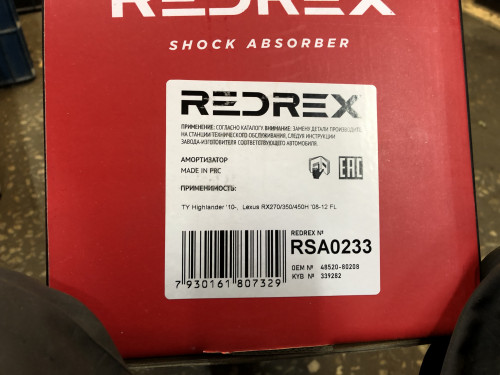 REDREX
SHOCK ABSORBER
REDREX
ПРИМЕНЕНИЕ: СОГЛАСНО КАТАЛОГУ. ВНИМАНИЕ: ЗАМЕНУ ДЕТАЛИ ПРОИЗВОДИТЬ
НА СТАНЦИИ ТЕХНИЧЕСКОГО ОБСЛУЖИВАНИЯ, СЛЕДУЯ ИНСТРУКЦИИ
ЗАВОДА-ИЗГОТОВИТЕЛЯ СООТВЕТСТВУЮЩЕГО АВТОМОБИЛЯ.
АМОРТИЗАТОР
MADE IN PRC
EAC
ПРИМЕНИМОСТЬ:
TY Highlander '10-, Lexus RX270/350/450H '08-12 FL
REDREX №
RSA0233
OEM № 48520-80208
KYB № 339282
7 930161 807329